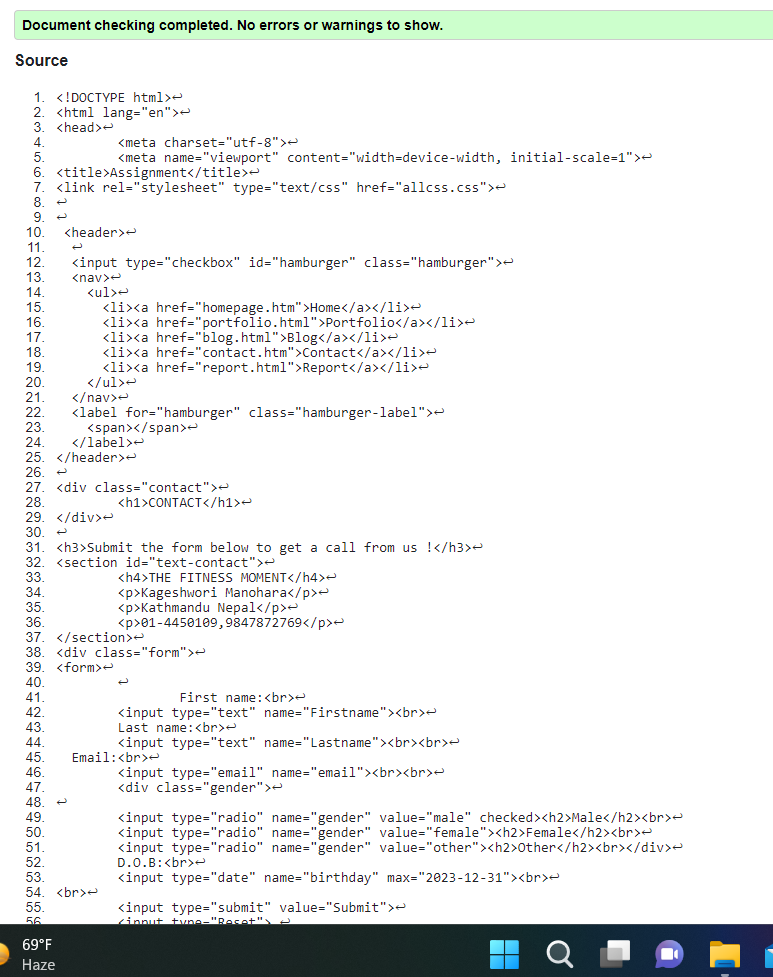 Document checking completed. No errors or warnings to show.
Source
1. <!DOCTYPE html>↩
2. <html lang="en">↩
3. <head>↩
4. <meta charset="utf-8">↩
5. <meta name="viewport" content="width=device-width, initial-scale=1">↩
6. <title>Assignment</title>↩
7. <link rel="stylesheet" type="text/css" href="allcss.css">↩
8. ↩
9. ↩
10. <header>↩
11. ↩
12. <input type="checkbox" id="hamburger" class="hamburger">↩
13. <nav>↩
14. <ul>↩
15. <li><a href="homepage.htm">Home</a></li>↩
16. <li><a href="portfolio.html">Portfolio</a></li>↩
17. <li><a href="blog.html">Blog</a></li>↩
18. <li><a href="contact.htm">Contact</a></li>↩
19. <li><a href="report.html">Report</a></li>↩
20. </ul>↩
21. </nav>↩
22. <label for="hamburger" class="hamburger-label">↩
23. <span></span>↩
24. </label>↩
25. </header>↩
26. ↩
27. <div class="contact">↩
28. <h1>CONTACT</h1>↩
29. </div>↩
30. ↩
31. <h3>Submit the form below to get a call from us !</h3>↩
32. <section id="text-contact">↩
33. <h4>THE FITNESS MOMENT</h4>↩
34. <p>Kageshwori Manohara</p>↩
35. <p>Kathmandu Nepal</p>↩
36. <p>01-4450109,9847872769</p>↩
37. </section>↩
38. <div class="form">↩
39. <form>↩
40. ↩
41. First name:<br>↩
42. <input type="text" name="Firstname"><br>↩
43. Last name:<br>↩
44. <input type="text" name="Lastname"><br><br>↩
45. Email:<br>↩
46. <input type="email" name="email"><br><br>↩
47. <div class="gender">↩
48. ↩
49. <input type="radio" name="gender" value="male" checked><h2>Male</h2><br>↩
50. <input type="radio" name="gender" value="female"><h2>Female</h2><br>↩
51. <input type="radio" name="gender" value="other"><h2>Other</h2><br></div>↩
52. D.O.B:<br>↩
53. <input type="date" name="birthday" max="2023-12-31"><br>↩
54. <br>↩
55. <input type="submit" value="Submit">↩
56. <input type="Reset"> ↩
69°F
Haze